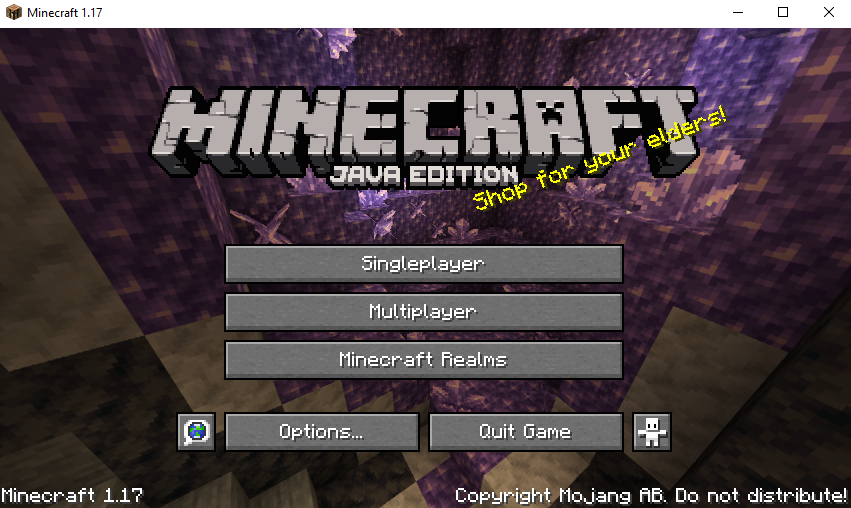 Minecraft 1.17
MINECRAFT
JAVA EDITION
Shop for your elders!
Singleplayer
Multiplayer
Minecraft Realms
Options...
Quit Game
Minecraft 1.17
Copyright Mojang AB. Do not distribute!